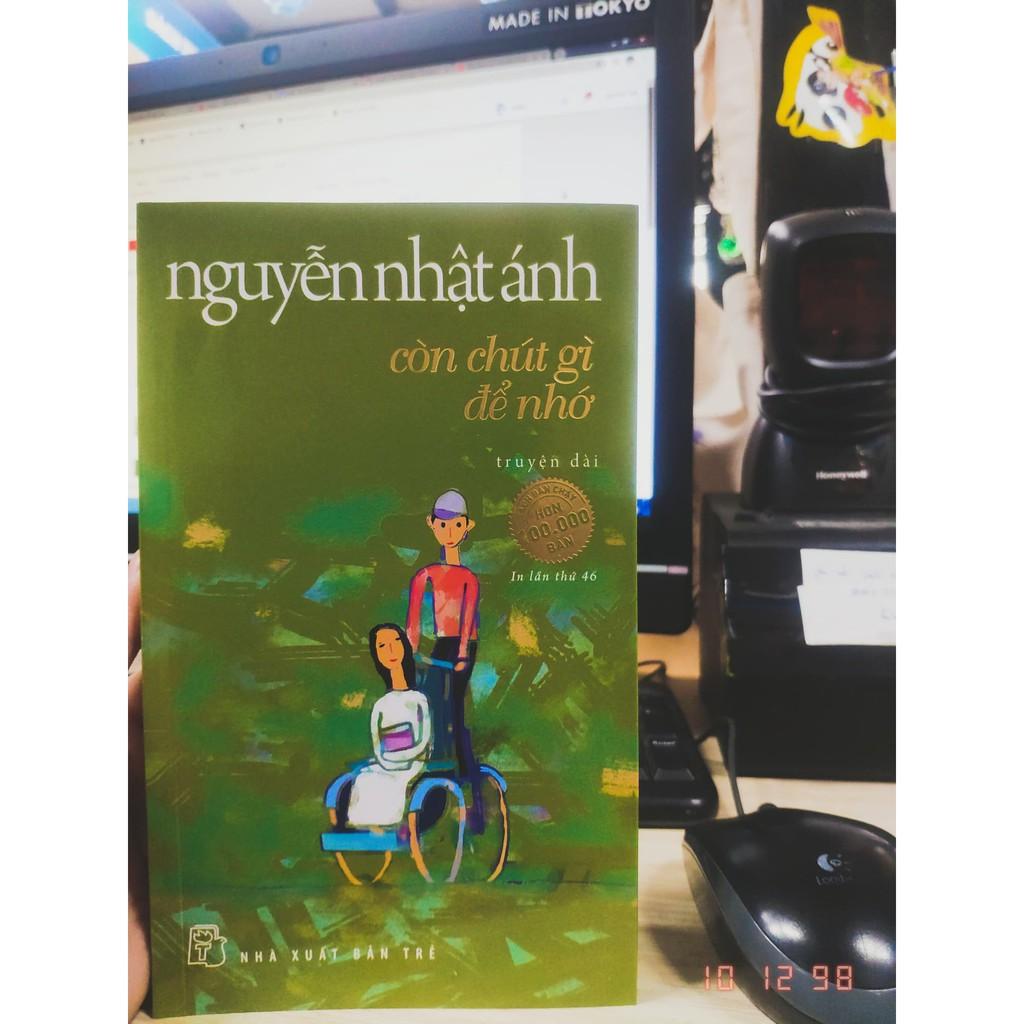 MADE IN TOKYO
nguyễn nhật ánh
còn chút gì
để nhớ
truyện dài
HƠN
100.000
BẢN
In lần thứ 46
Honeywell
NHÀ XUẤT BẢN TRẺ
10 12 98